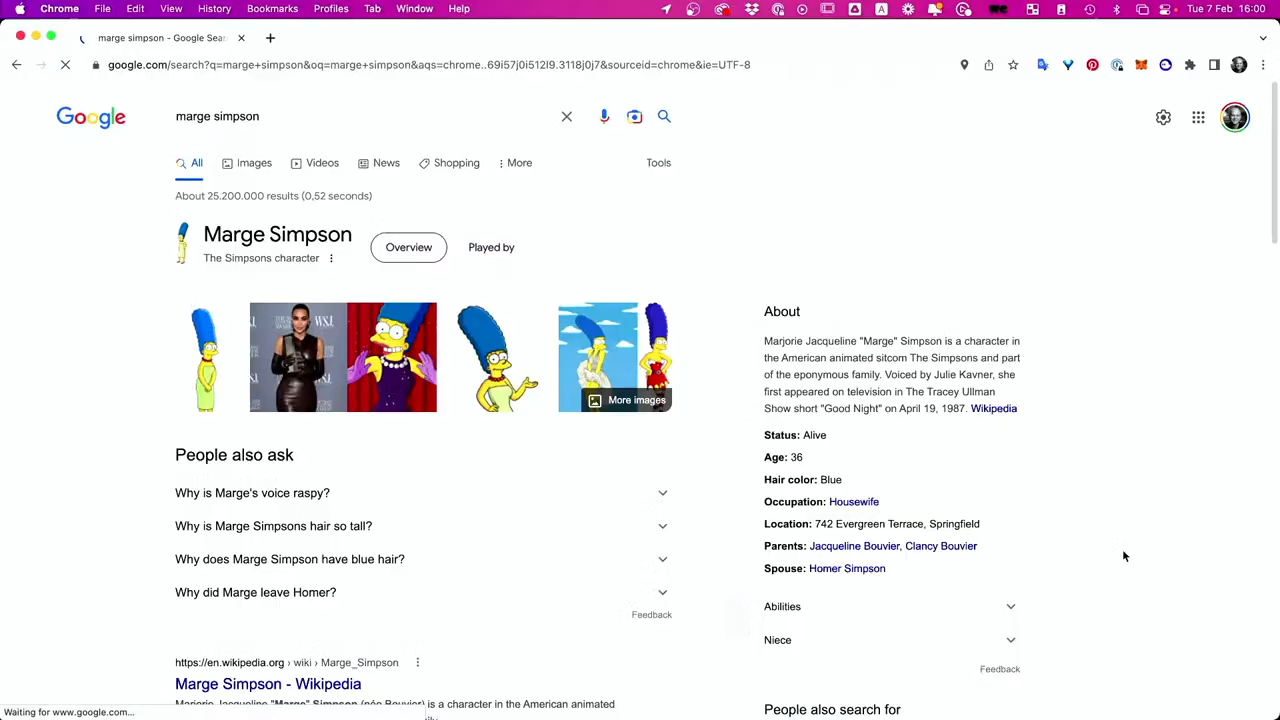 Chrome File Edit View History Bookmarks Profiles Tab Window Help Tue 7 Feb 16:00
marge simpson - Google Sear
google.com/search?q=marge+simpson&oq=marge+simpson&aqs=chrome..69i57j0i512l9.3118j0j7&sourceid=chrome&ie=UTF-8
Google marge simpson
All Images Videos News Shopping More Tools
About 25.200.000 results (0,52 seconds)
Marge Simpson
The Simpsons character
Overview Played by
WSJ.
More images
People also ask
Why is Marge's voice raspy?
Why is Marge Simpsons hair so tall?
Why does Marge Simpson have blue hair?
Why did Marge leave Homer?
Feedback
https://en.wikipedia.org › wiki › Marge_Simpson
Marge Simpson - Wikipedia
Marjorie Jacqueline "Marge" Simpson (née Bouvier) is a character in the American animated
About
Marjorie Jacqueline "Marge" Simpson is a character in
the American animated sitcom The Simpsons and part
of the eponymous family. Voiced by Julie Kavner, she
first appeared on television in The Tracey Ullman
Show short "Good Night" on April 19, 1987. Wikipedia
Status: Alive
Age: 36
Hair color: Blue
Occupation: Housewife
Location: 742 Evergreen Terrace, Springfield
Parents: Jacqueline Bouvier, Clancy Bouvier
Spouse: Homer Simpson
Abilities
Niece
Feedback
People also search for
Waiting for www.google.com...